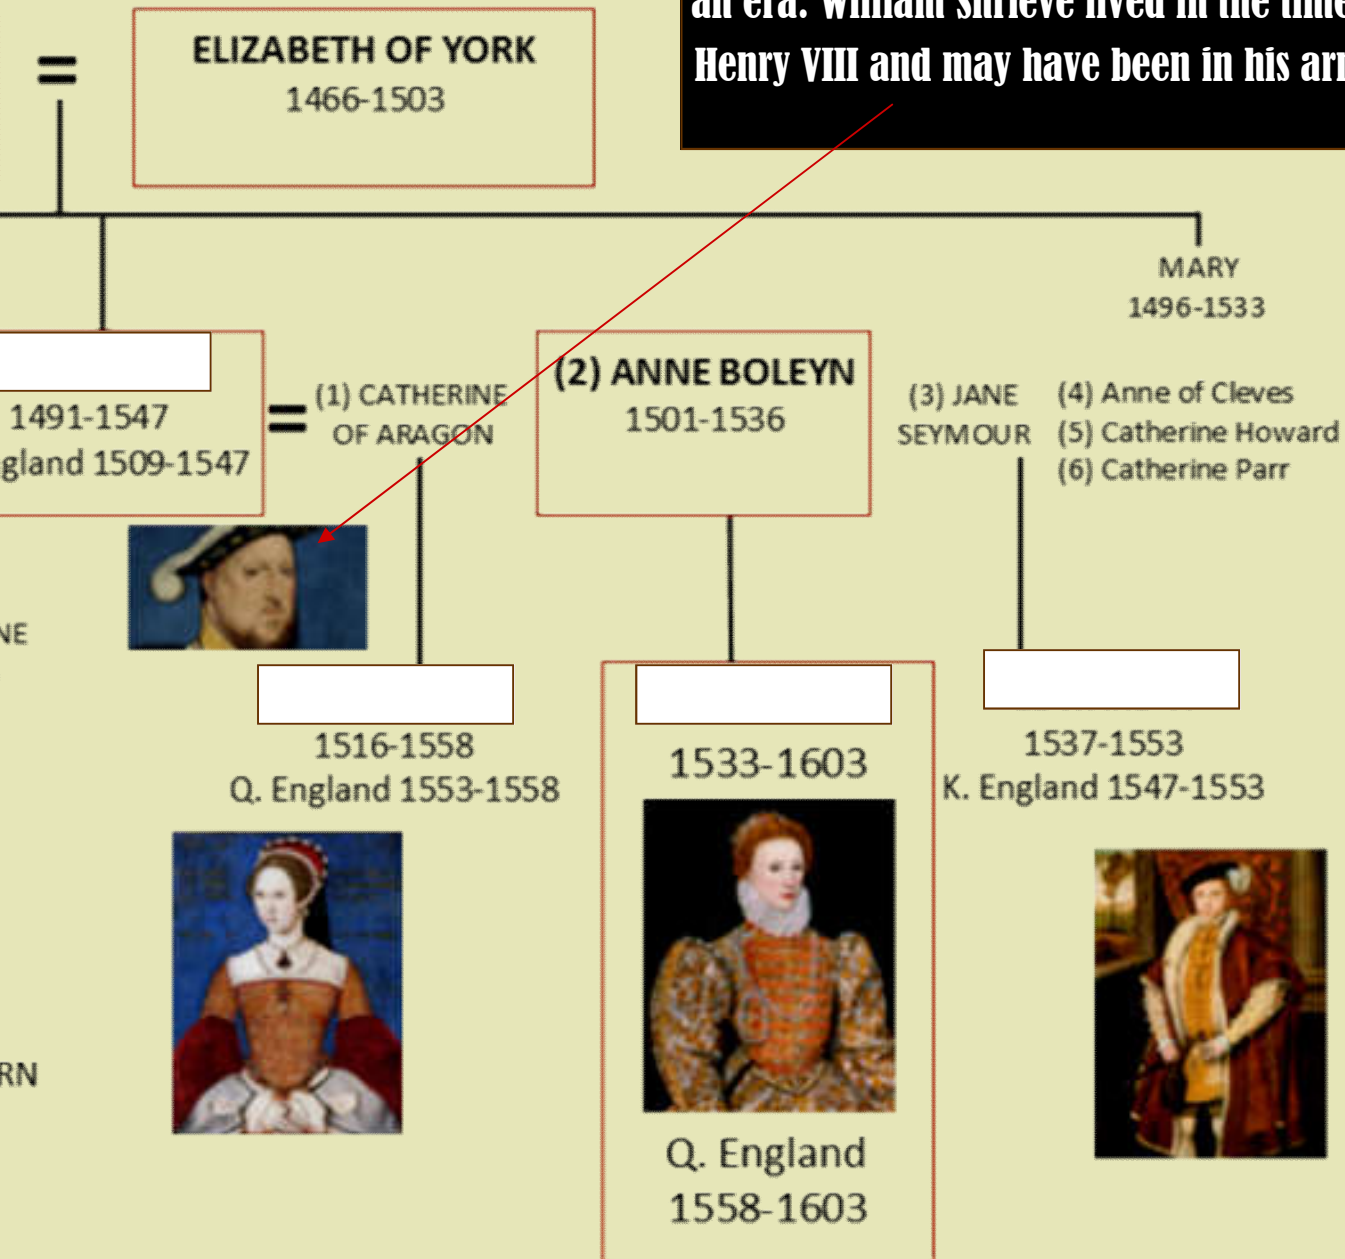 an era. William Shrieve lived in the time
Henry VIII and may have been in his
=
ELIZABETH OF YORK
1466-1503
MARY
1496-1533
1491-1547
gland 1509-1547
=
(1) CATHERINE
OF ARAGON
(2) ANNE BOLEYN
1501-1536
(3) JANE
SEYMOUR
(4) Anne of Cleves
(5) Catherine Howard
(6) Catherine Parr
NE
1516-1558
Q. England 1553-1558
1533-1603
Q. England
1558-1603
1537-1553
K. England 1547-1553
RN